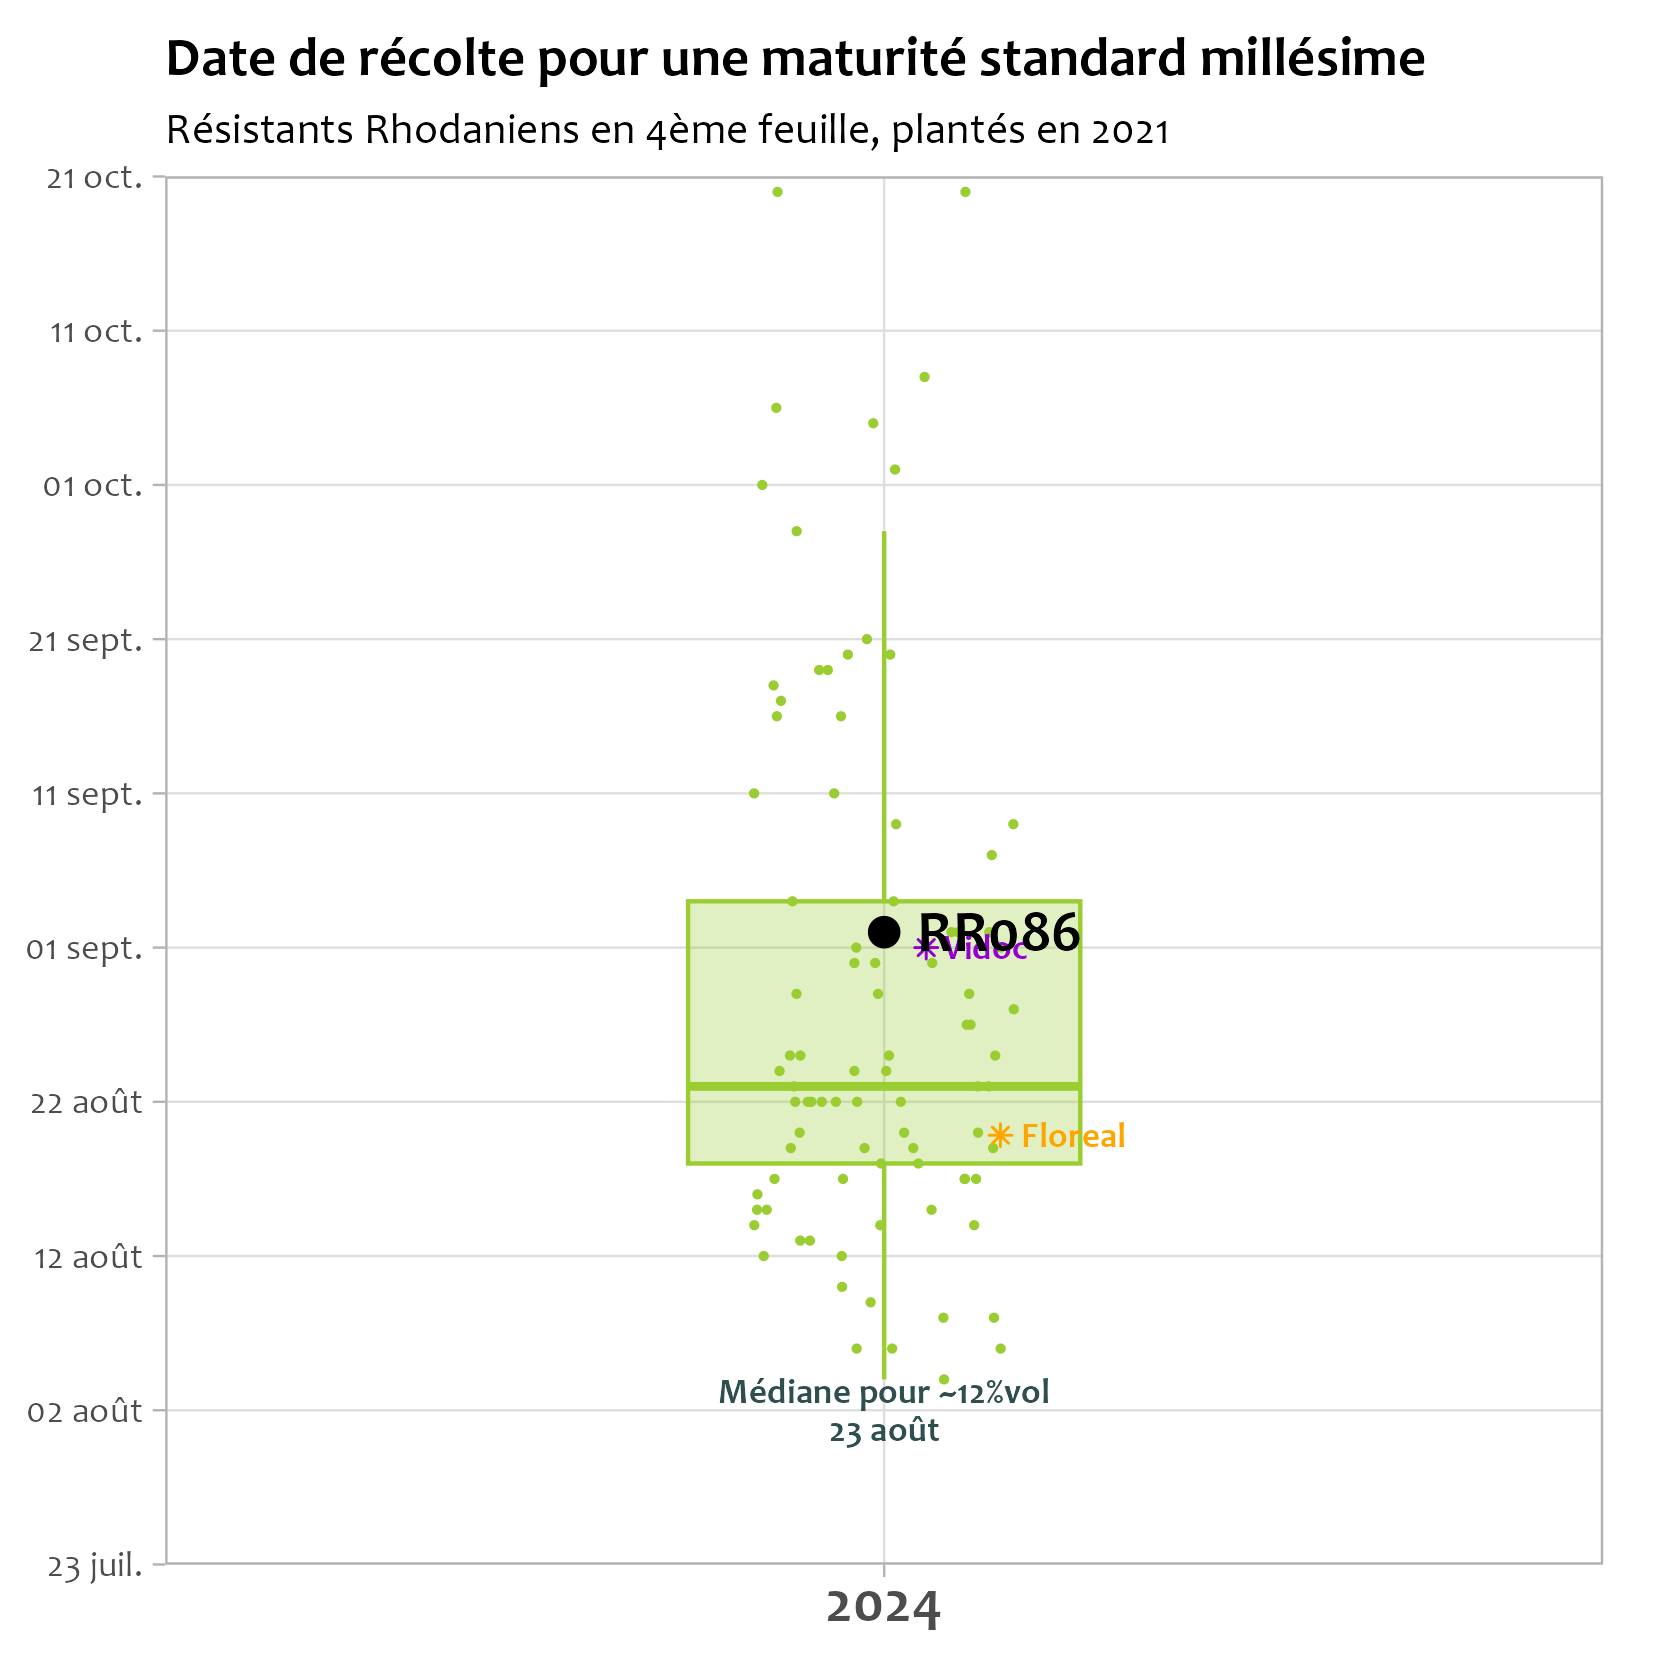 Date de récolte pour une maturité standard millésime
Résistants Rhodaniens en 4ème feuille, plantés en 2021
21 oct.
11 oct.
01 oct.
21 sept.
11 sept.
01 sept.
22 août
12 août
02 août
23 juil.
RR086
Vidoc
Floreal
Médiane pour ~12%vol
23 août
2024